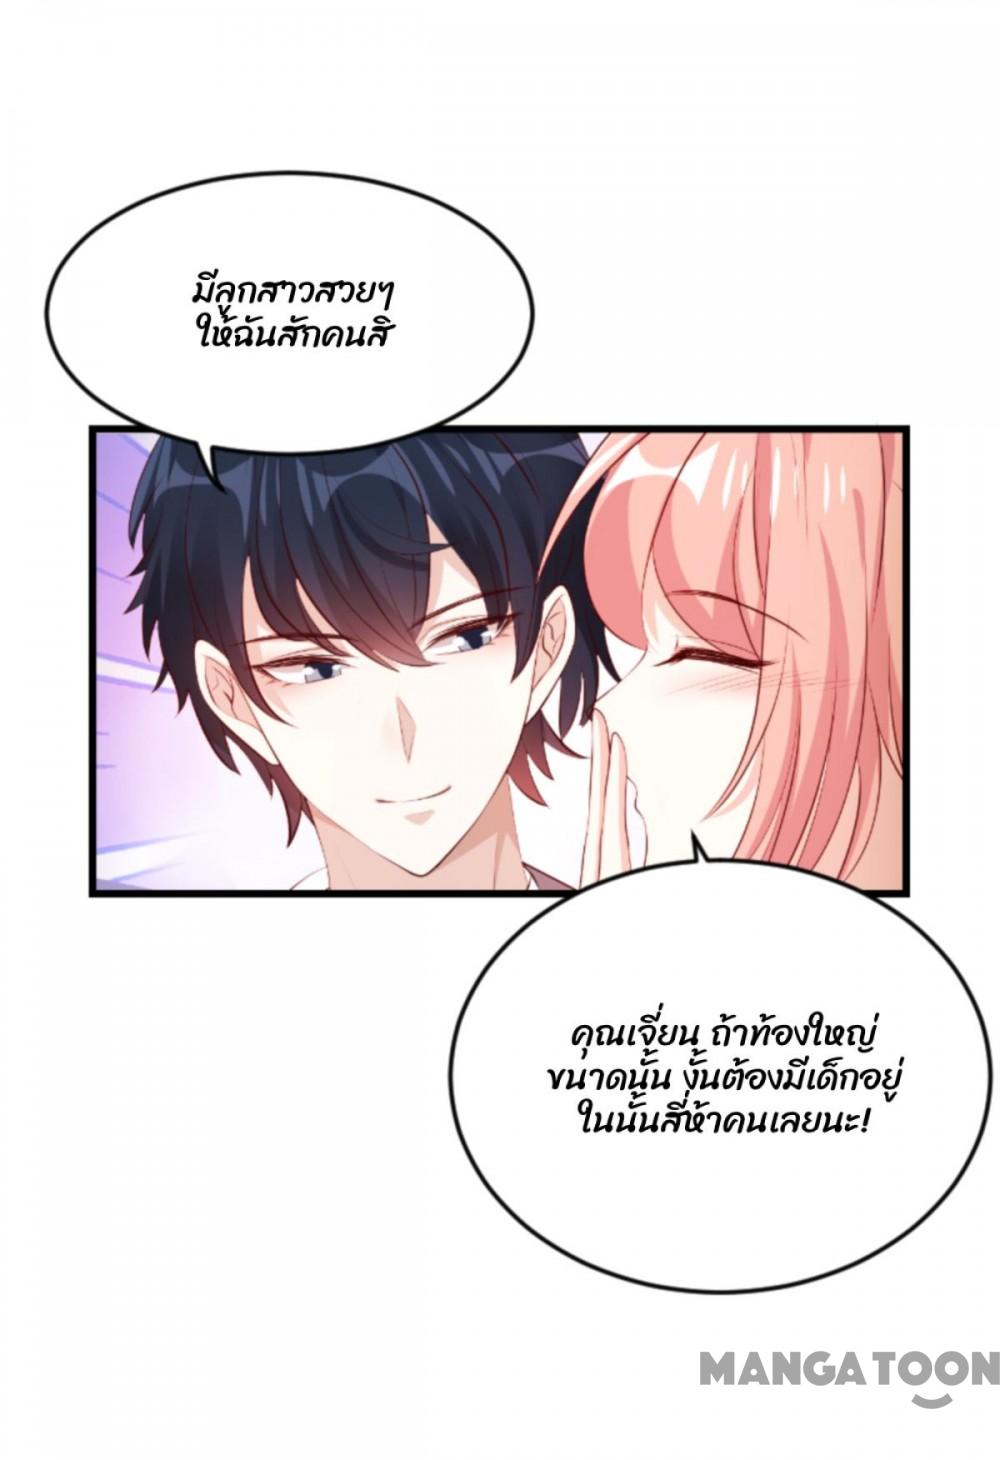 มีลูกสาวสวยๆ
ให้ฉันสักคนสิ
คุณเจี่ยน ถ้าท้องใหญ่
ขนาดนั้น งั้นต้องมีเด็กอยู่
ในนั้นสี่ห้าคนเลยนะ!
MANGATOON